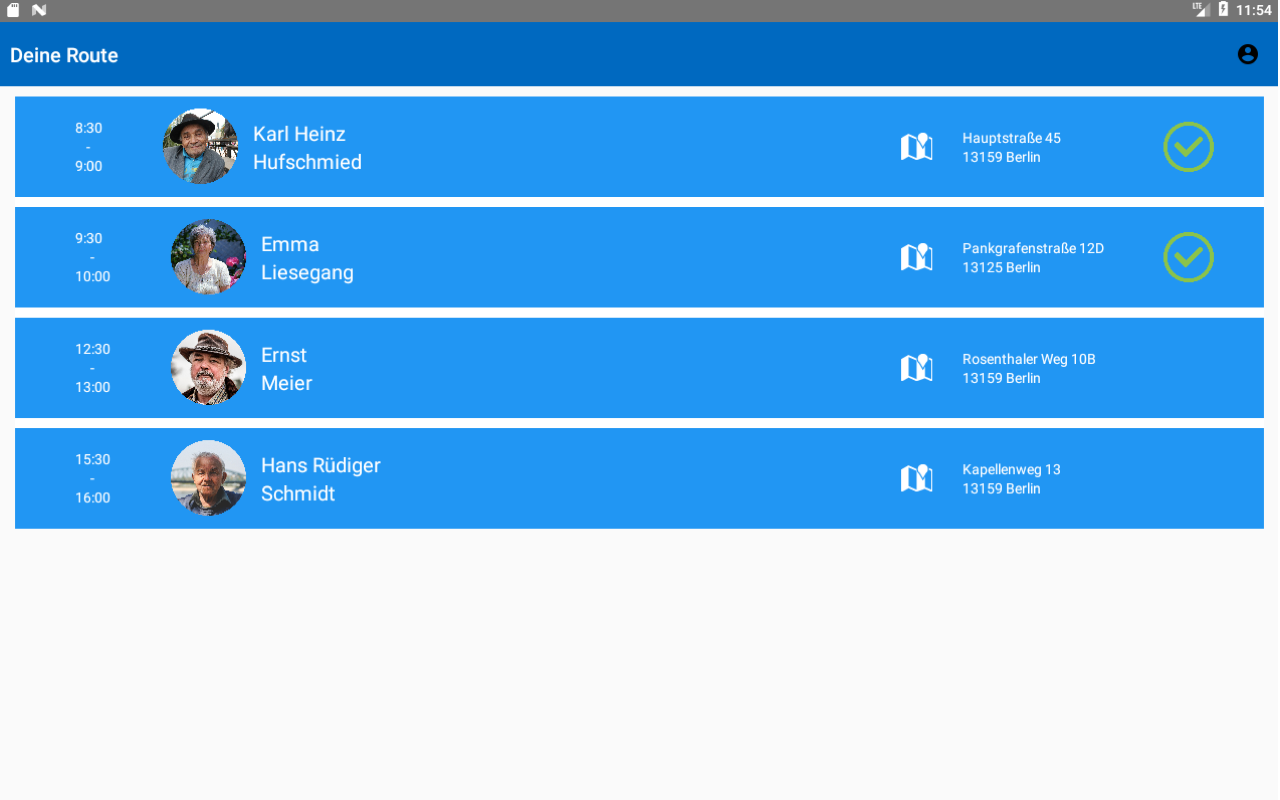 LTE 11:54
Deine Route
8:30
-
9:00
Karl Heinz
Hufschmied
Hauptstraße 45
13159 Berlin
9:30
-
10:00
Emma
Liesegang
Pankgrafenstraße 12D
13125 Berlin
12:30
-
13:00
Ernst
Meier
Rosenthaler Weg 10B
13159 Berlin
15:30
-
16:00
Hans Rüdiger
Schmidt
Kapellenweg 13
13159 Berlin